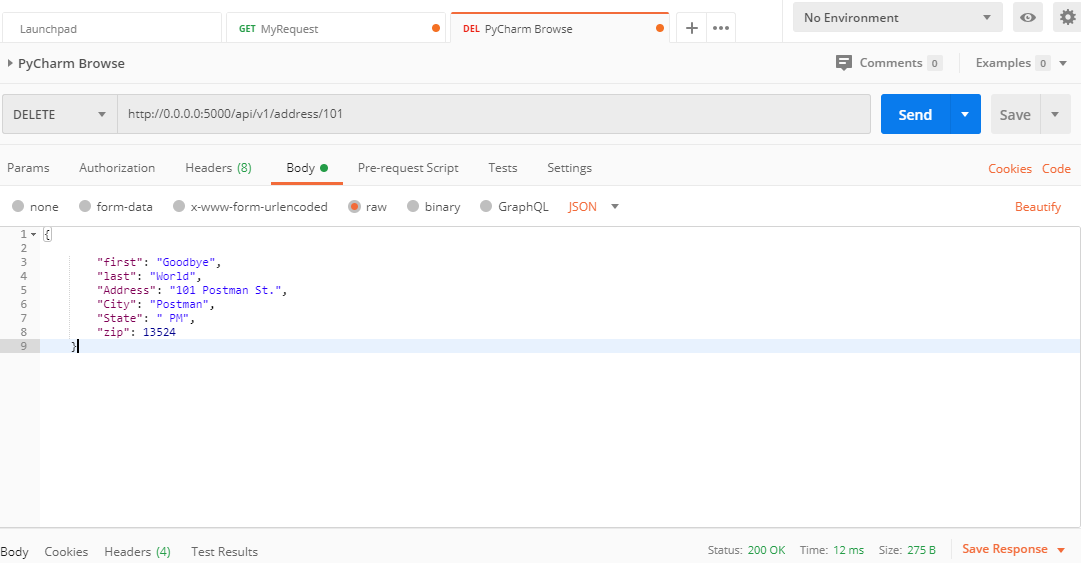 Launchpad
GET MyRequest
DEL PyCharm Browse
•••
No Environment
PyCharm Browse
Comments 0
Examples 0
DELETE
http://0.0.0.0:5000/api/v1/address/101
Send
Save
Params
Authorization
Headers (8)
Body
Pre-request Script
Tests
Settings
Cookies
Code
none
form-data
x-www-form-urlencoded
raw
binary
GraphQL
JSON
Beautify
1 {
2
3 "first": "Goodbye",
4 "last": "World",
5 "Address": "101 Postman St.",
6 "City": "Postman",
7 "State": " PM",
8 "zip": 13524
9 }
Body
Cookies
Headers (4)
Test Results
Status: 200 OK
Time: 12 ms
Size: 275 B
Save Response